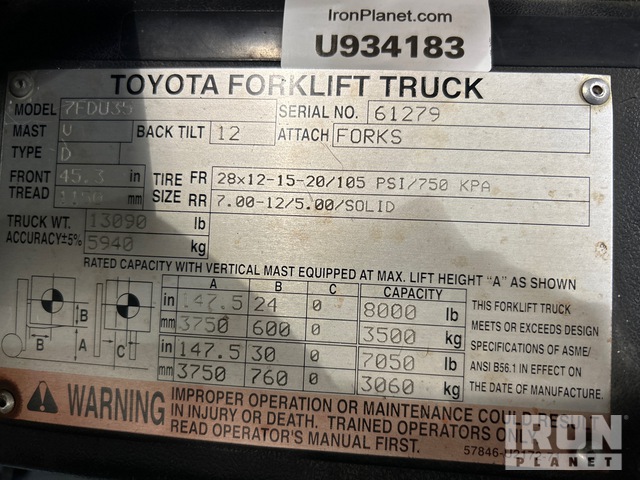 IronPlanet.com
U934183
TOYOTA FORKLIFT TRUCK
MODEL 7FDU35 SERIAL NO. 61279
MAST V BACK TILT 12 ATTACH FORKS
TYPE D
FRONT TREAD 45.3 in 1150 mm
TIRE SIZE FR 28x12-15-20/105 PSI/750 KPA
RR 7.00-12/5.00/SOLID
TRUCK WT. 13090 lb
ACCURACY±5% 5940 kg
RATED CAPACITY WITH VERTICAL MAST EQUIPPED AT MAX. LIFT HEIGHT "A" AS SHOWN
A B C CAPACITY
in 147.5 24 0 8000 lb
mm 3750 600 0 3500 kg
in 147.5 30 0 7050 lb
mm 3750 760 0 3060 kg
B
A
B
C
THIS FORKLIFT TRUCK
MEETS OR EXCEEDS DESIGN
SPECIFICATIONS OF ASME/
ANSI B56.1 IN EFFECT ON
THE DATE OF MANUFACTURE.
WARNING
IMPROPER OPERATION OR MAINTENANCE COULD RESULT
IN INJURY OR DEATH. TRAINED OPERATORS ONLY.
READ OPERATOR'S MANUAL FIRST.
IRON
PLANET